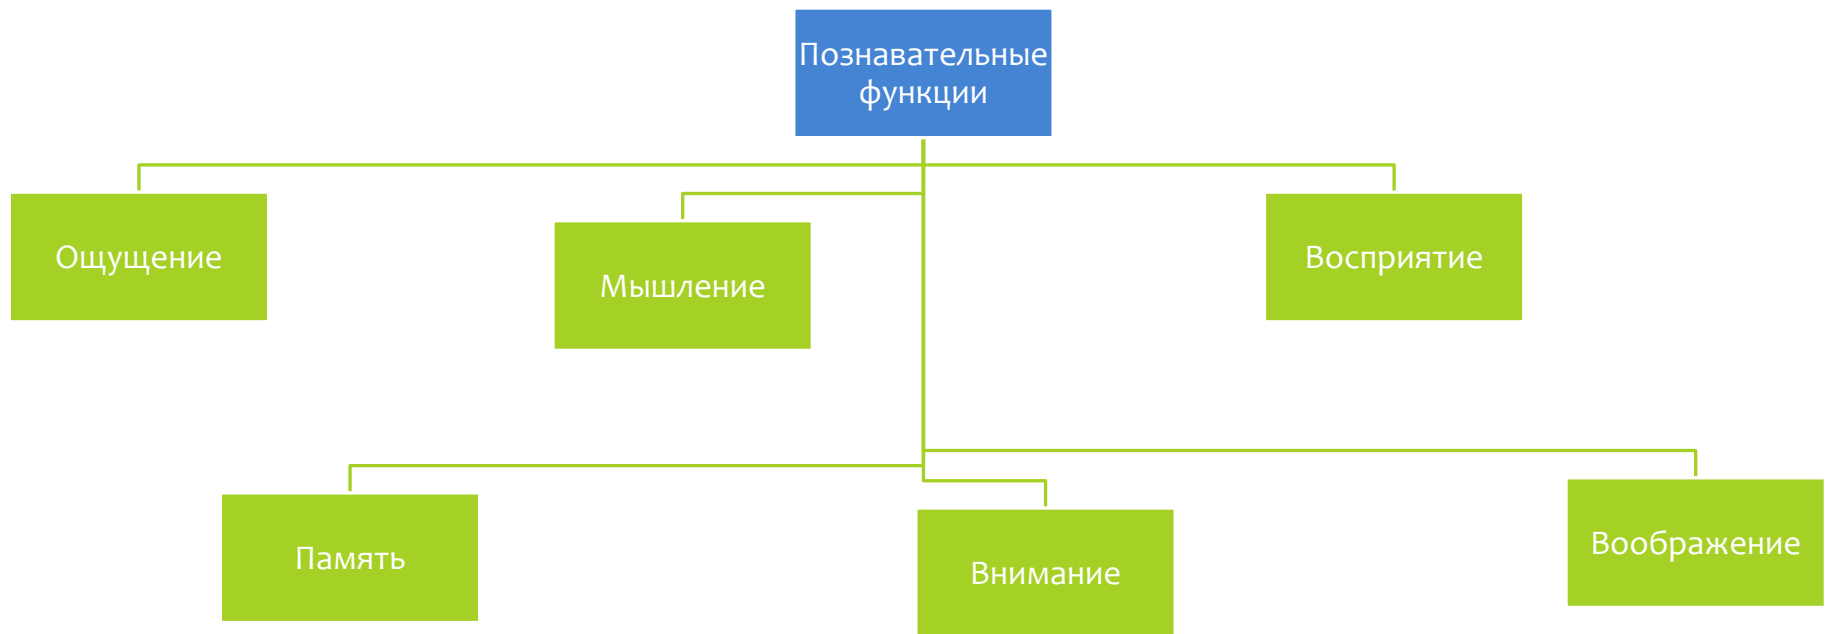 Познавательные
функции
Ощущение
Мышление
Восприятие
Память
Внимание
Воображение